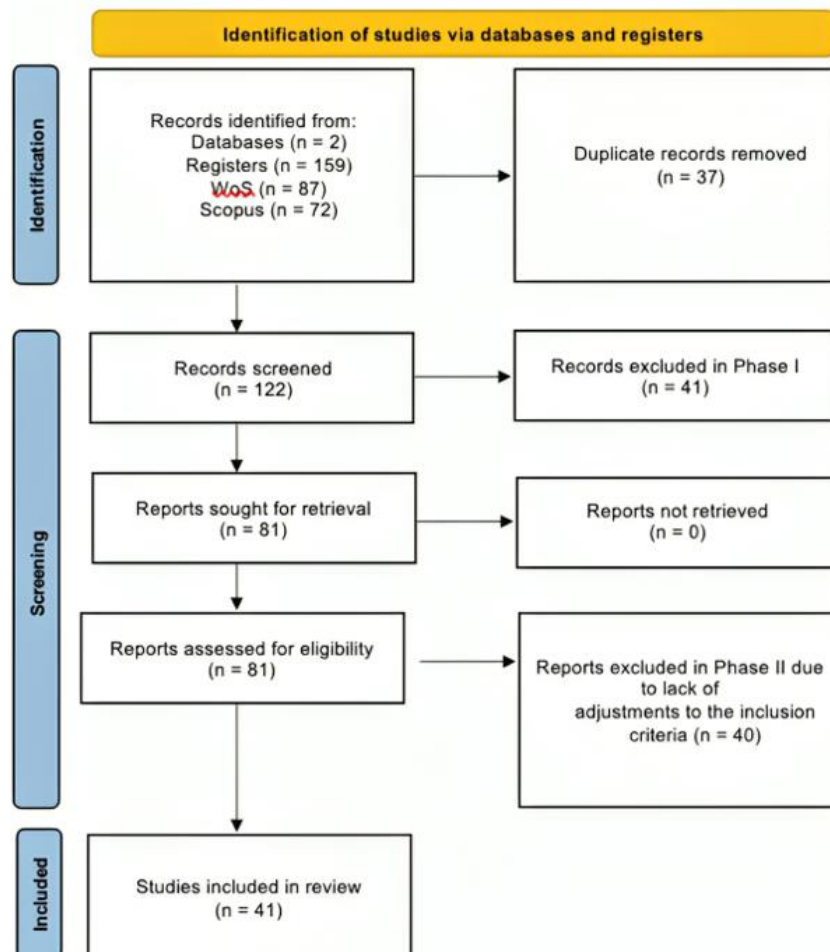 Identification of studies via databases and registers
Identification
Records identified from:
Databases (n = 2)
Registers (n = 159)
WoS (n = 87)
Scopus (n = 72)
Duplicate records removed
(n = 37)
Screening
Records screened
(n = 122)
Records excluded in Phase I
(n = 41)
Reports sought for retrieval
(n = 81)
Reports not retrieved
(n = 0)
Reports assessed for eligibility
(n = 81)
Reports excluded in Phase II due
to lack of
adjustments to the inclusion
criteria (n = 40)
Included
Studies included in review
(n = 41)